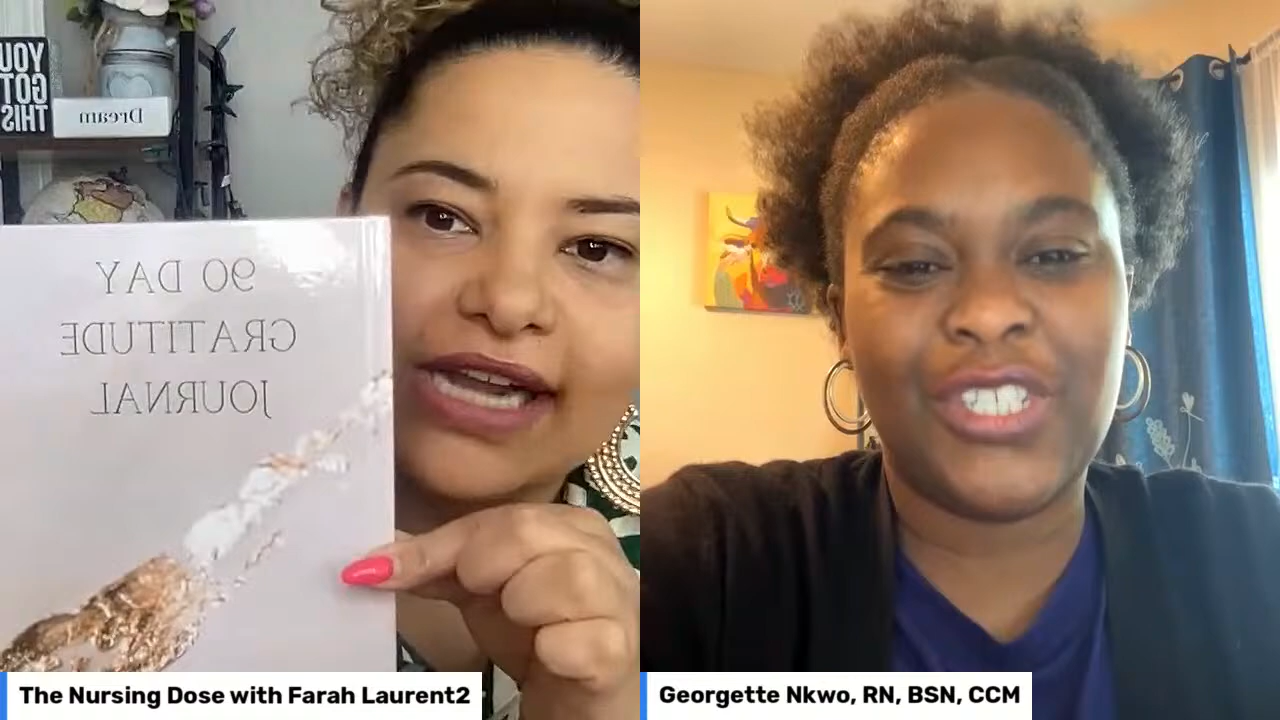 YOU
GOT
THIS
Dream
90 DAY
GRATITUDE
JOURNAL
The Nursing Dose with Farah Laurent2
Georgette Nkwo, RN, BSN, CCM